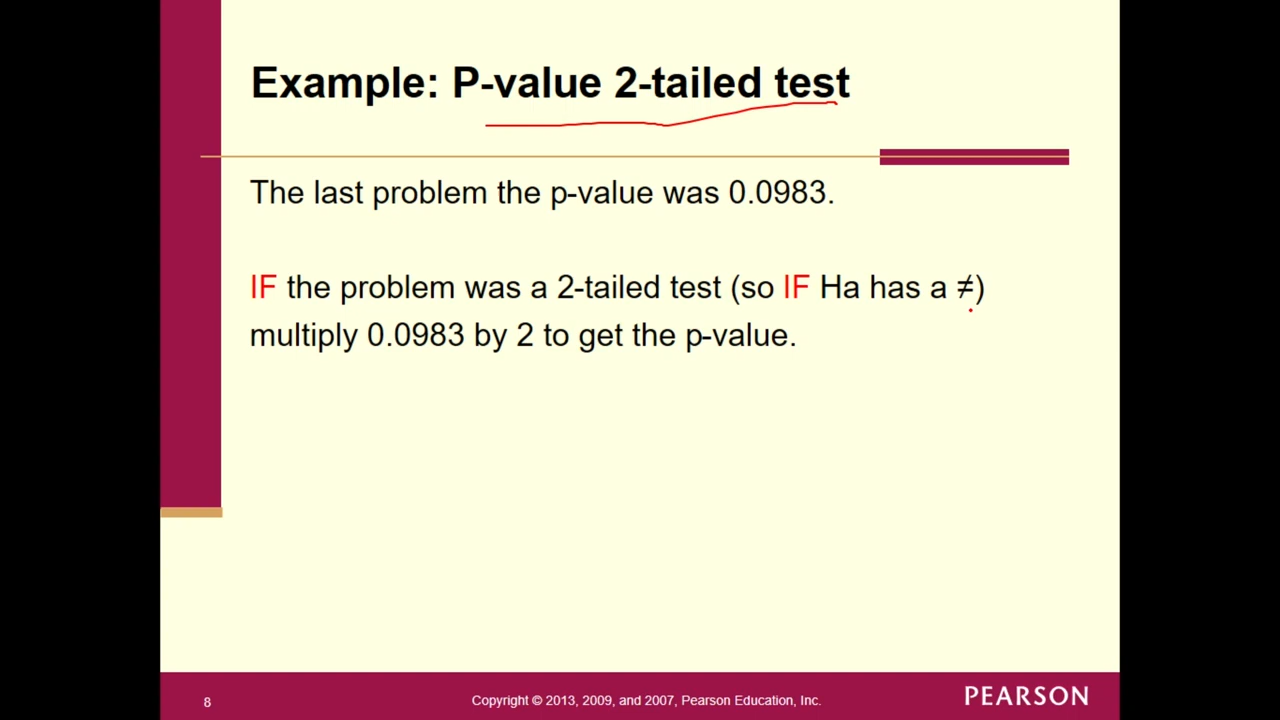 Example: P-value 2-tailed test
The last problem the p-value was 0.0983.
IF the problem was a 2-tailed test (so IF Ha has a ≠)
multiply 0.0983 by 2 to get the p-value.
8
Copyright © 2013, 2009, and 2007, Pearson Education, Inc.
PEARSON